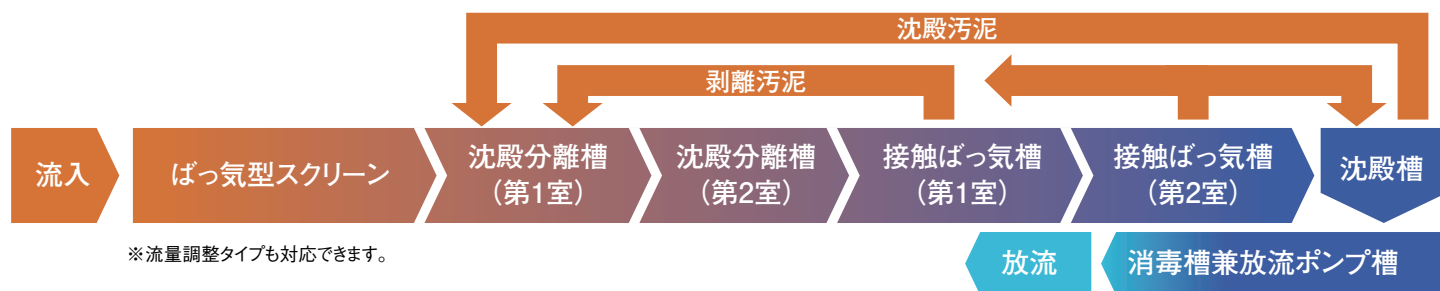 沈殿汚泥
剥離汚泥
流入
ばっ気型スクリーン
沈殿分離槽
(第1室)
沈殿分離槽
(第2室)
接触ばっ気槽
(第1室)
接触ばっ気槽
(第2室)
沈殿槽
※流量調整タイプも対応できます。
放流
消毒槽兼放流ポンプ槽